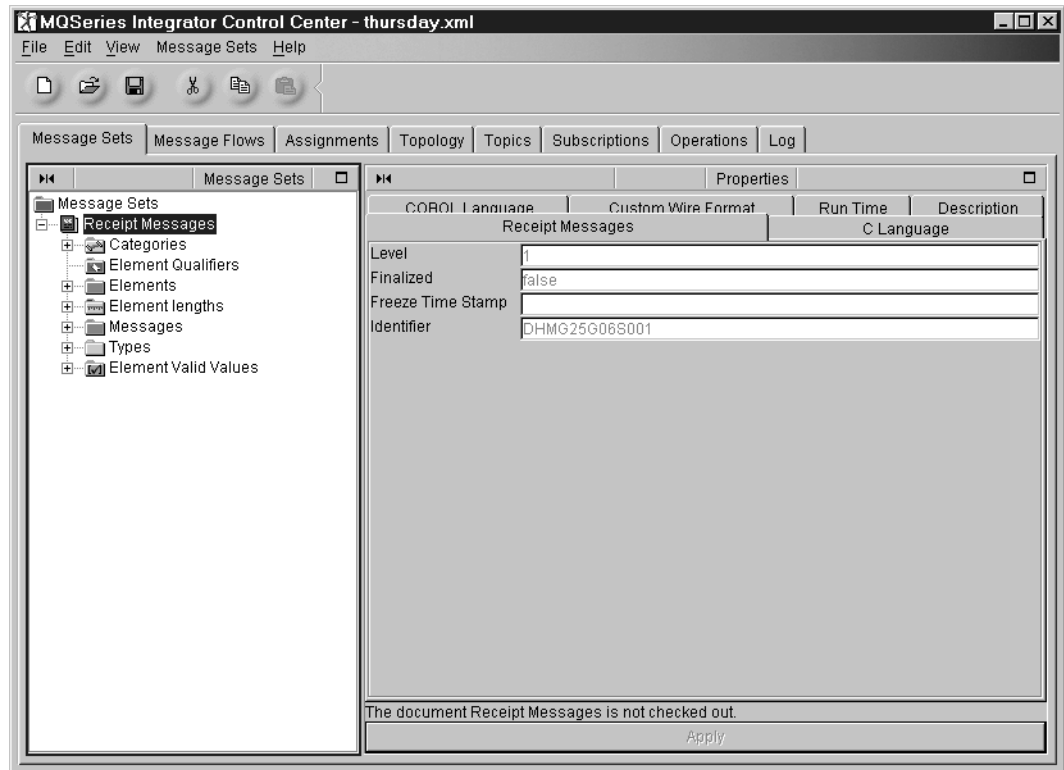 MQSeries Integrator Control Center - thursday.xml
File Edit View Message Sets Help
Message Sets Message Flows Assignments Topology Topics Subscriptions Operations Log
Message Sets
Message Sets
Receipt Messages
Categories
Element Qualifiers
Elements
Element lengths
Messages
Types
Element Valid Values
Properties
COBOL Language Custom Wire Format Run Time Description
Receipt Messages C Language
Level 1
Finalized false
Freeze Time Stamp
Identifier DHMG25G06S001
The document Receipt Messages is not checked out.
Apply